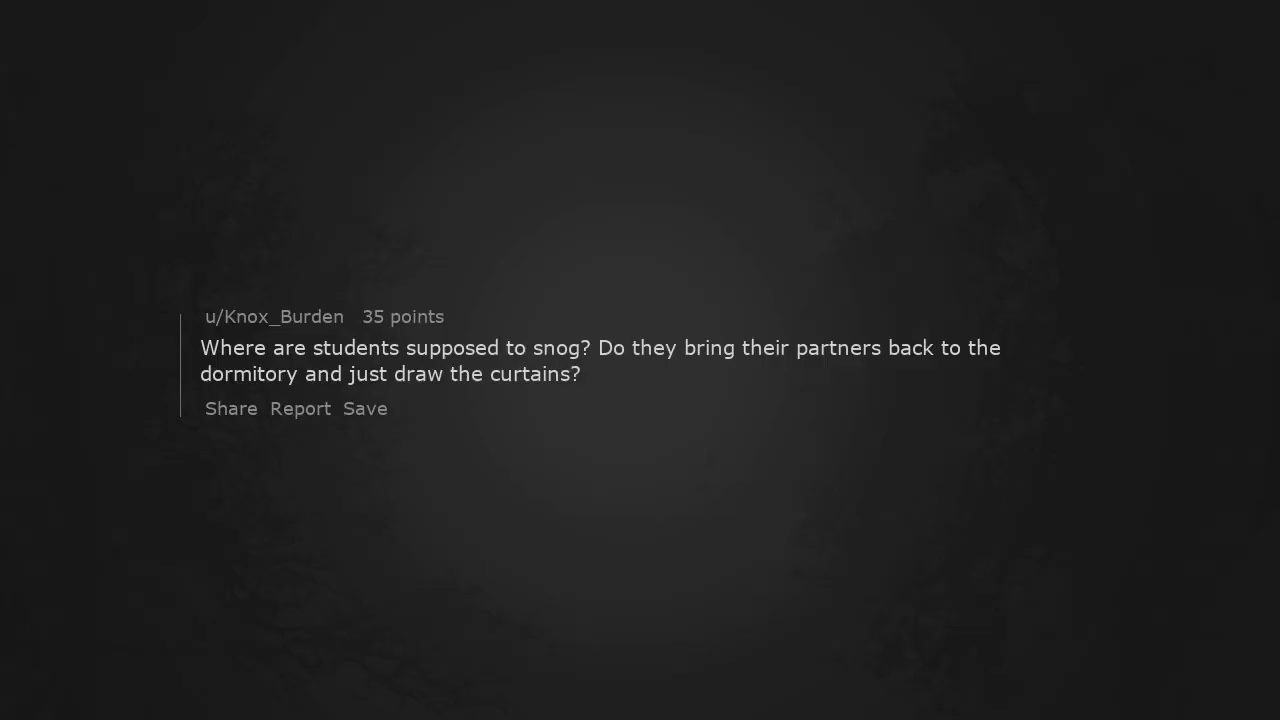 u/Knox_Burden 35 points
Where are students supposed to snog? Do they bring their partners back to the
dormitory and just draw the curtains?
Share Report Save